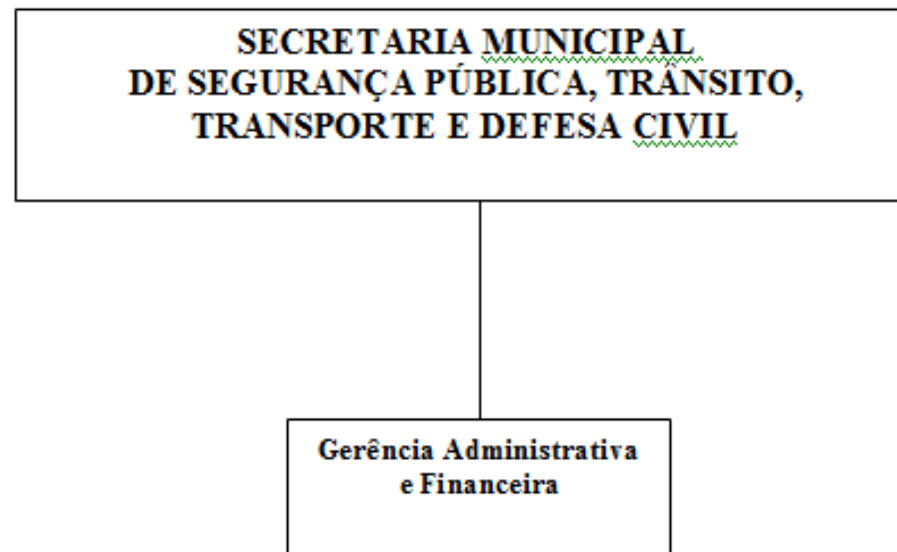 SECRETARIA MUNICIPAL
DE SEGURANÇA PÚBLICA, TRÂNSITO,
TRANSPORTE E DEFESA CIVIL
Gerência Administrativa
e Financeira